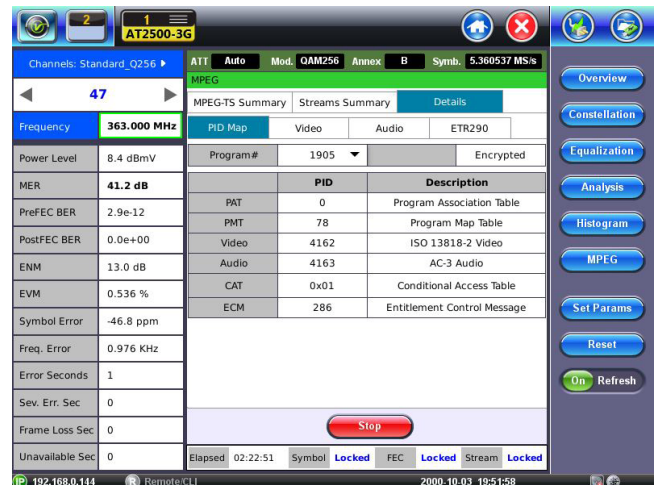 2
1
AT2500-3G
Channels: Standard_Q256
ATT Auto Mod. QAM256 Annex B Symb. 5.360537 MS/s
MPEG
47
MPEG-TS Summary Streams Summary Details
Frequency 363.000 MHz
PID Map Video Audio ETR290
Program# 1905 Encrypted
Power Level 8.4 dBmV
MER 41.2 dB
PreFEC BER 2.9e-12
PostFEC BER 0.0e+00
ENM 13.0 dB
EVM 0.536 %
Symbol Error -46.8 ppm
Freq. Error 0.976 KHz
Error Seconds 1
Sev. Err. Sec 0
Frame Loss Sec 0
Unavailable Sec 0
PID Description
PAT 0 Program Association Table
PMT 78 Program Map Table
Video 4162 ISO 13818-2 Video
Audio 4163 AC-3 Audio
CAT 0x01 Conditional Access Table
ECM 286 Entitlement Control Message
Stop
Elapsed 02:22:51 Symbol Locked FEC Locked Stream Locked
Overview
Constellation
Equalization
Analysis
Histogram
MPEG
Set Params
Reset
On Refresh
IP 192.168.0.144 R Remote/CLI 2000-10-03 19:51:58